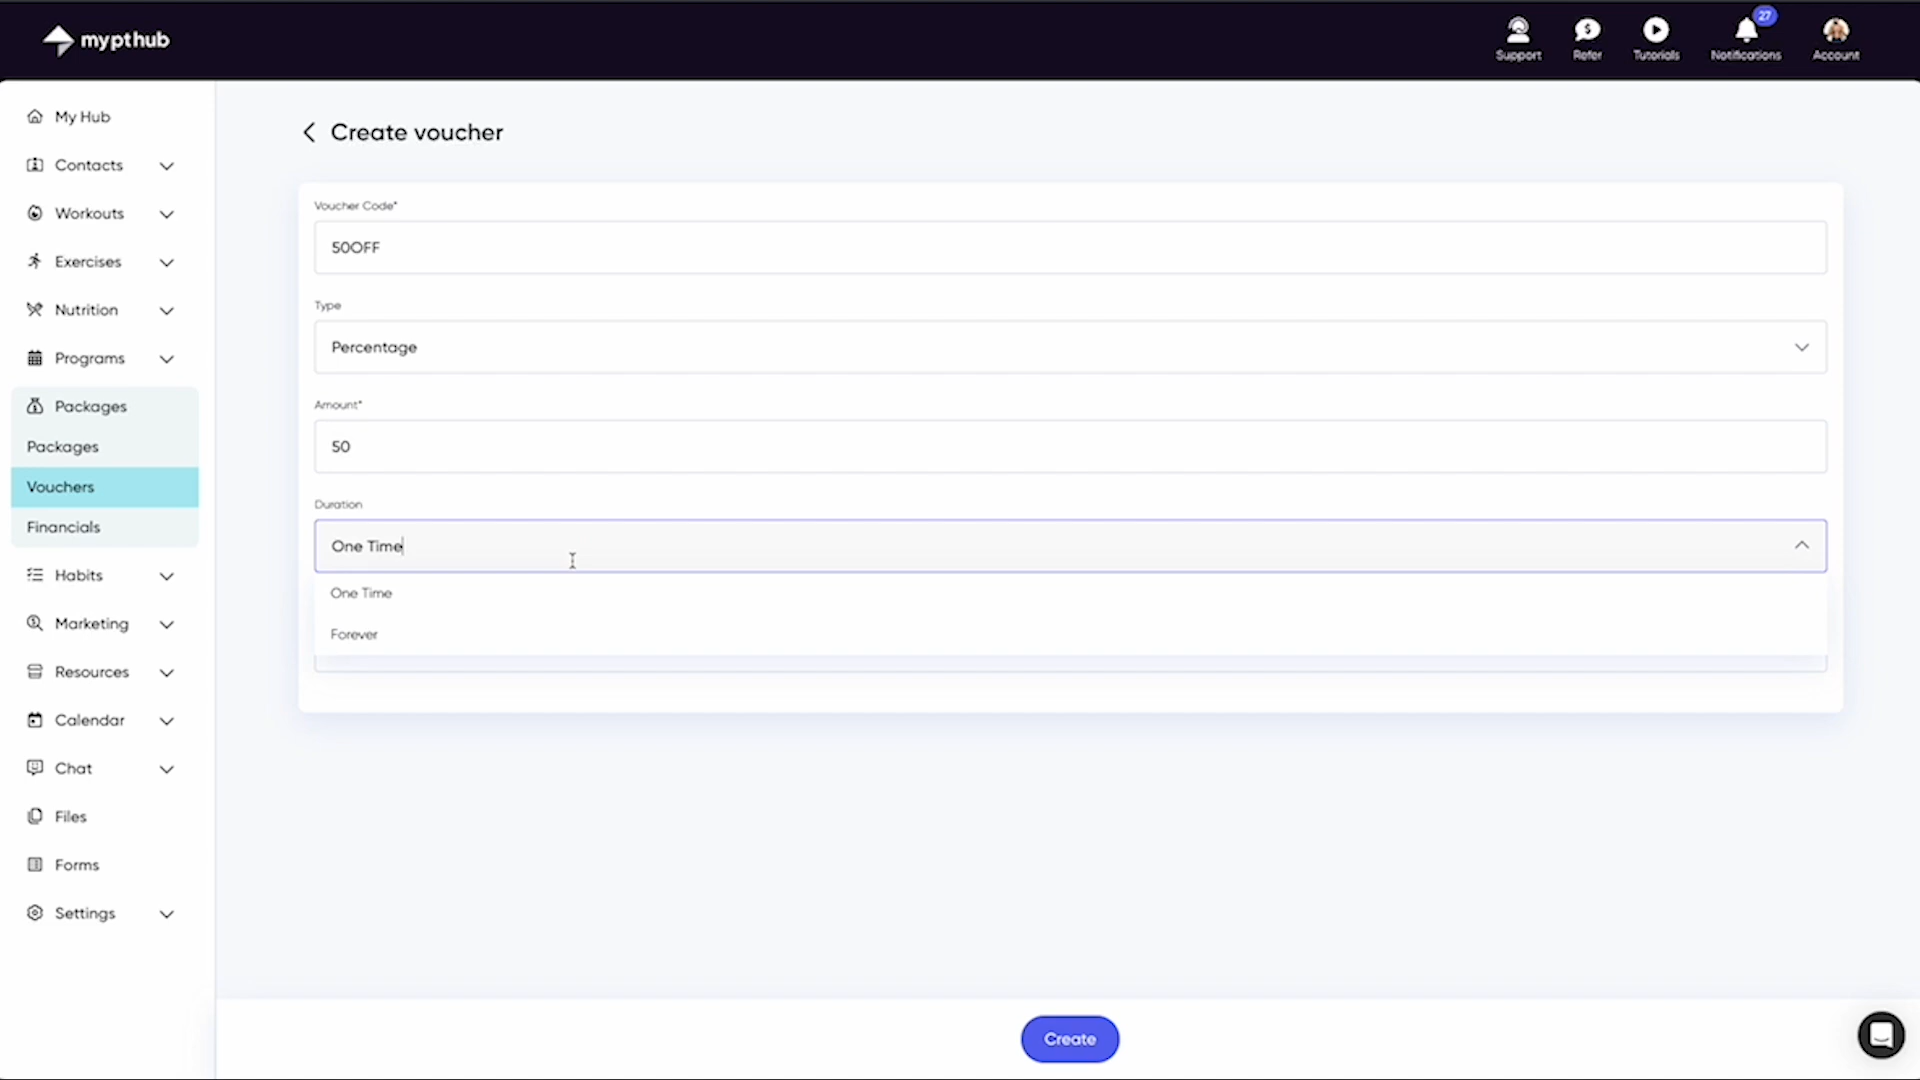 mypthub
Support
Refer
Tutorials
27
Notifications
Account
My Hub
Contacts
Workouts
Exercises
Nutrition
Programs
Packages
Packages
Vouchers
Financials
Habits
Marketing
Resources
Calendar
Chat
Files
Forms
Settings
Create voucher
Voucher Code*
50OFF
Type
Percentage
Amount*
50
Duration
One Time
One Time
Forever
Create